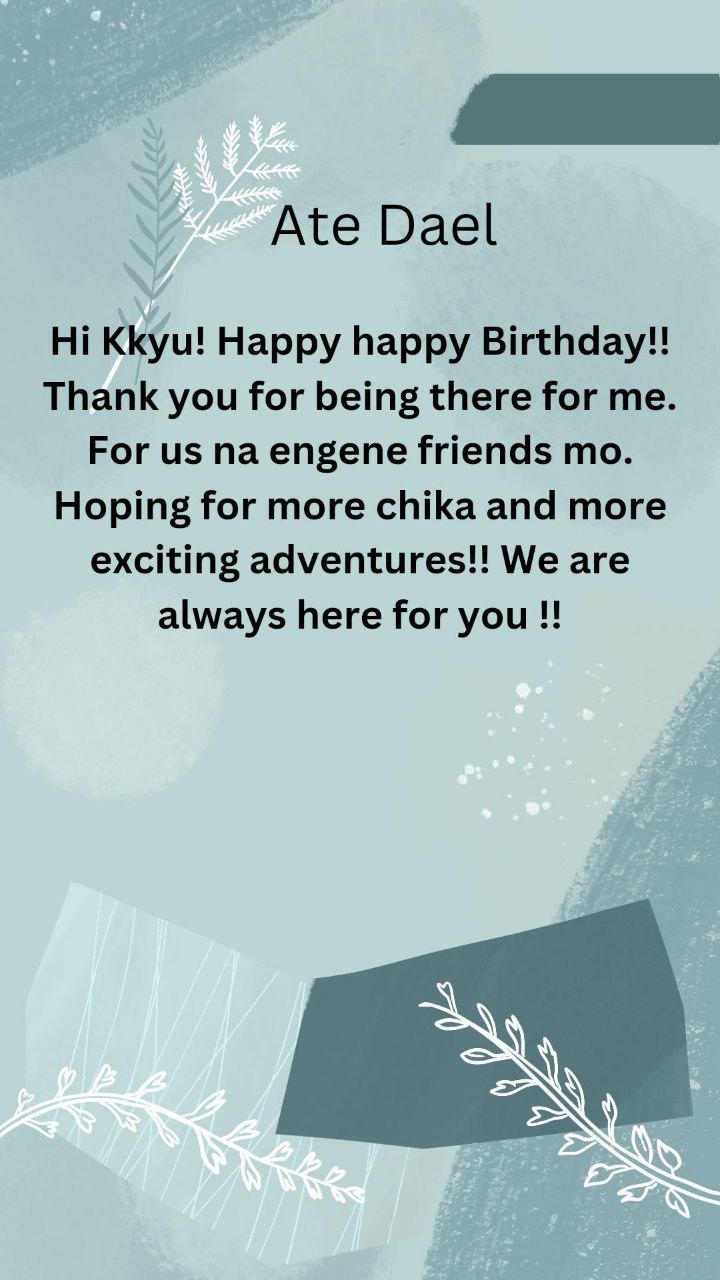 Ate Dael
Hi Kkyu! Happy happy Birthday!!
Thank you for being there for me.
For us na engene friends mo.
Hoping for more chika and more
exciting adventures!! We are
always here for you !!